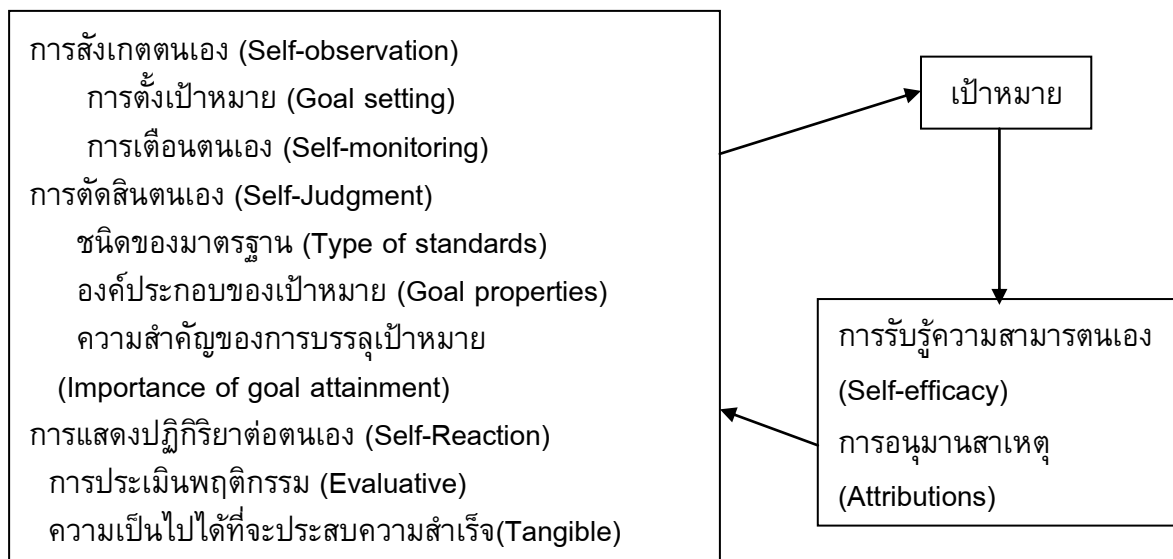 การสังเกตตนเอง (Self-observation)
การตั้งเป้าหมาย (Goal setting)
การเตือนตนเอง (Self-monitoring)
การตัดสินตนเอง (Self-Judgment)
ชนิดของมาตรฐาน (Type of standards)
องค์ประกอบของเป้าหมาย (Goal properties)
ความสำคัญของการบรรลุเป้าหมาย
(Importance of goal attainment)
การแสดงปฏิกิริยาต่อตนเอง (Self-Reaction)
การประเมินพฤติกรรม (Evaluative)
ความเป็นไปได้ที่จะประสบความสำเร็จ(Tangible)
เป้าหมาย
การรับรู้ความสามารตนเอง
(Self-efficacy)
การอนุมานสาเหตุ
(Attributions)